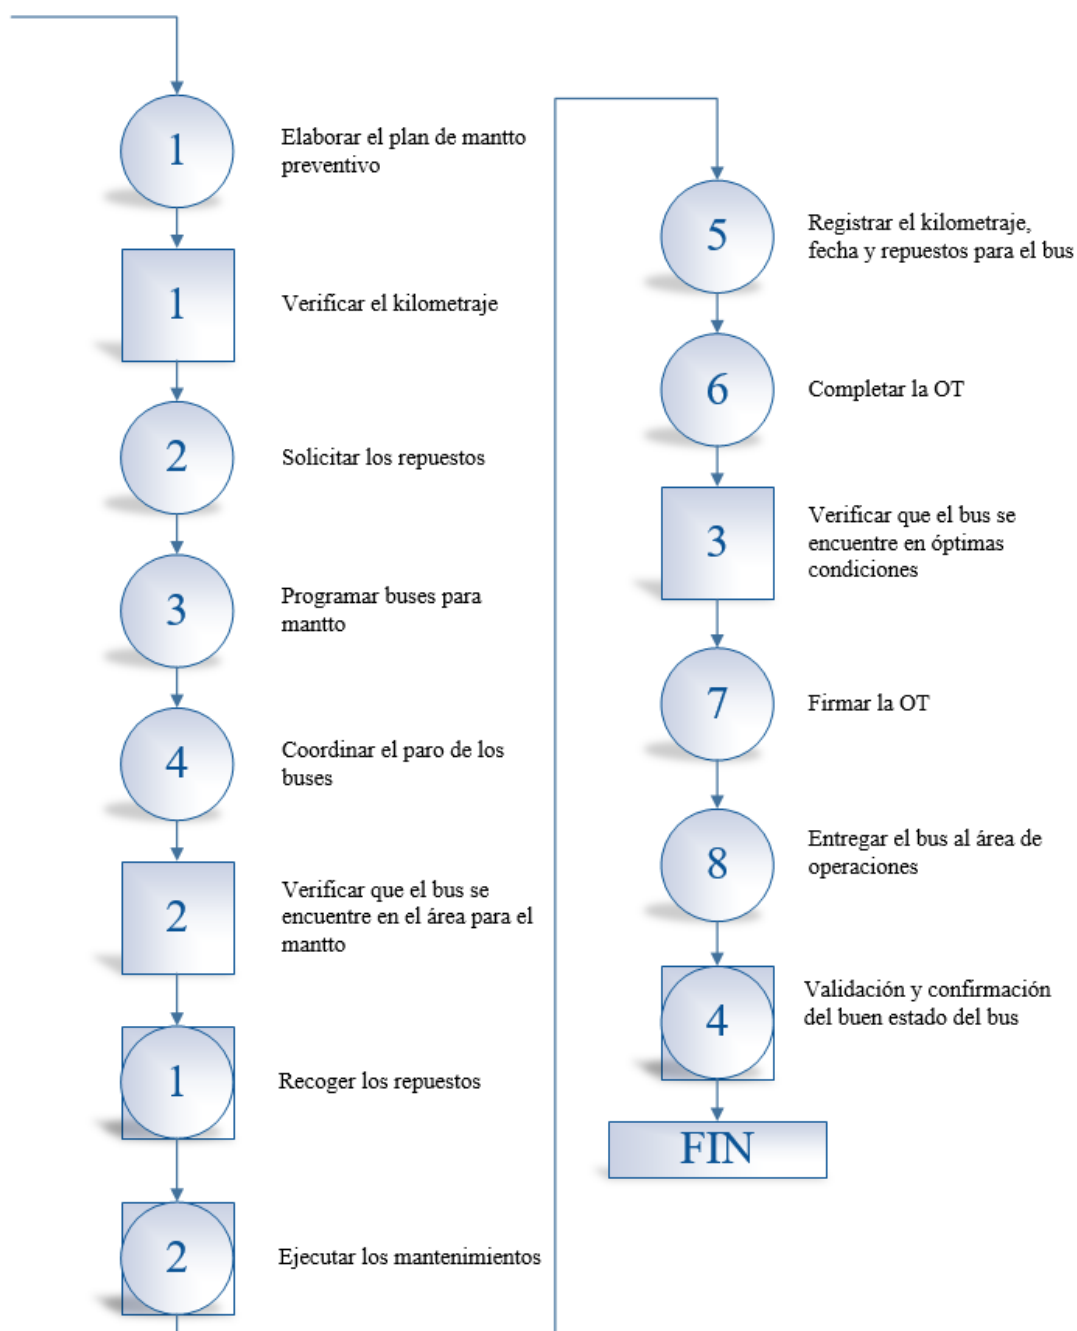 1
Elaborar el plan de mantto
preventivo
1
Verificar el kilometraje
2
Solicitar los repuestos
3
Programar buses para
mantto
4
Coordinar el paro de los
buses
2
Verificar que el bus se
encuentre en el área para el
mantto
1
Recoger los repuestos
2
Ejecutar los mantenimientos
5
Registrar el kilometraje,
fecha y repuestos para el bus
6
Completar la OT
3
Verificar que el bus se
encuentre en óptimas
condiciones
7
Firmar la OT
8
Entregar el bus al área de
operaciones
4
Validación y confirmación
del buen estado del bus
FIN